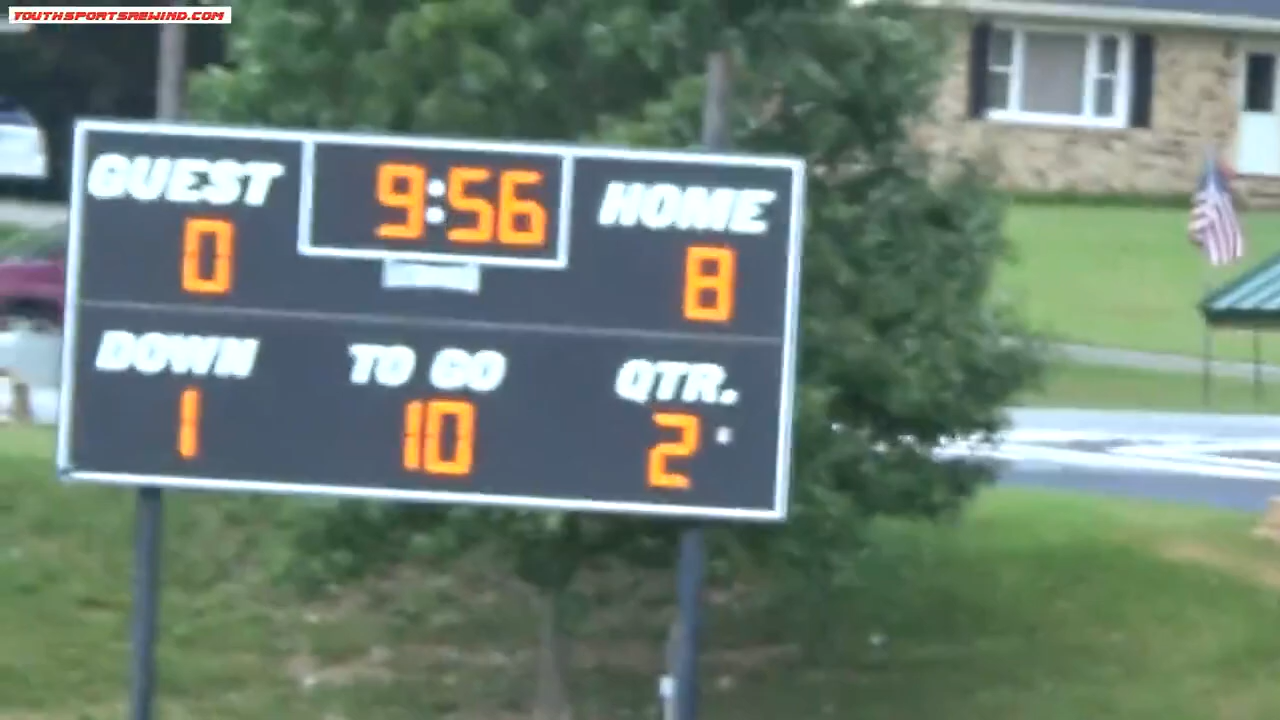 YOUTHSPORTSREWIND.COM
GUEST 9:56 HOME
0 8
DOWN TO GO QTR.
1 10 2